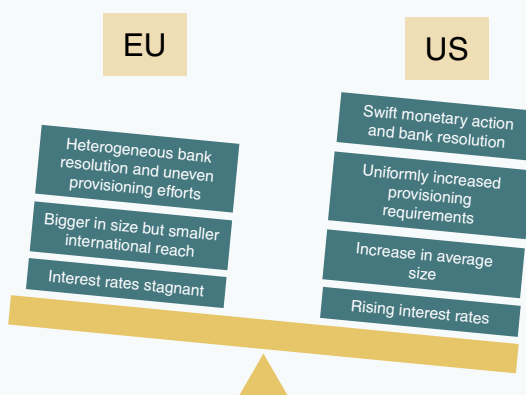 EU
US
Heterogeneous bank
resolution and uneven
provisioning efforts
Bigger in size but smaller
international reach
Interest rates stagnant
Swift monetary action
and bank resolution
Uniformly increased
provisioning
requirements
Increase in average
size
Rising interest rates